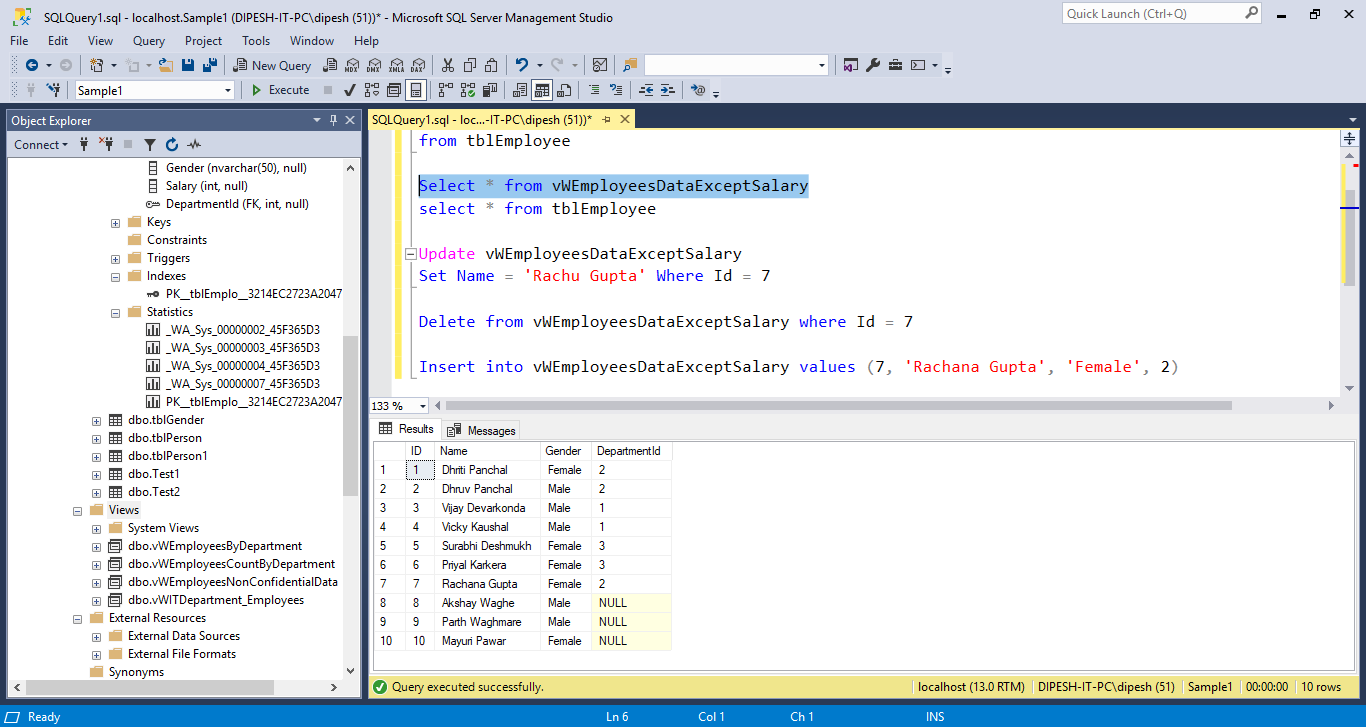 SQLQuery1.sql - localhost.Sample1 (DIPESH-IT-PC\dipesh (51))* - Microsoft SQL Server Management Studio
Quick Launch (Ctrl+Q)
File Edit View Query Project Tools Window Help
New Query MDX DMX XMLA DAX
Sample1 Execute
Object Explorer
Connect
Gender (nvarchar(50), null)
Salary (int, null)
DepartmentId (FK, int, null)
Keys
Constraints
Triggers
Indexes
PK__tblEmplo__3214EC2723A2047
Statistics
_WA_Sys_00000002_45F365D3
_WA_Sys_00000003_45F365D3
_WA_Sys_00000004_45F365D3
_WA_Sys_00000007_45F365D3
PK__tblEmplo__3214EC2723A2047
dbo.tblGender
dbo.tblPerson
dbo.tblPerson1
dbo.Test1
dbo.Test2
Views
System Views
dbo.vWEmployeesByDepartment
dbo.vWEmployeesCountByDepartment
dbo.vWEmployeesNonConfidentialData
dbo.vWITDepartment_Employees
External Resources
External Data Sources
External File Formats
Synonyms
SQLQuery1.sql - loc...-IT-PC\dipesh (51))*
from tblEmployee
Select * from vWEmployeesDataExceptSalary
select * from tblEmployee
Update vWEmployeesDataExceptSalary
Set Name = 'Rachu Gupta' Where Id = 7
Delete from vWEmployeesDataExceptSalary where Id = 7
Insert into vWEmployeesDataExceptSalary values (7, 'Rachana Gupta', 'Female', 2)
133 %
Results Messages
ID Name Gender DepartmentId
1 1 Dhriti Panchal Female 2
2 2 Dhruv Panchal Male 2
3 3 Vijay Devarkonda Male 1
4 4 Vicky Kaushal Male 1
5 5 Surabhi Deshmukh Female 3
6 6 Priyal Karkera Female 3
7 7 Rachana Gupta Female 2
8 8 Akshay Waghe Male NULL
9 9 Parth Waghmare Male NULL
10 10 Mayuri Pawar Female NULL
Query executed successfully. localhost (13.0 RTM) DIPESH-IT-PC\dipesh (51) Sample1 00:00:00 10 rows
Ready Ln 6 Col 1 Ch 1 INS